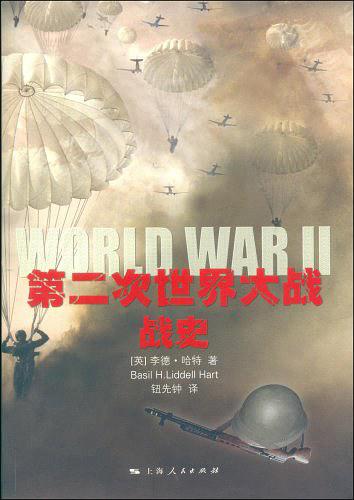 WORLD WAR II
第二次世界大战
战史
[英] 李德·哈特 著
Basil H.Liddell Hart
钮先钟 译
上海人民出版社